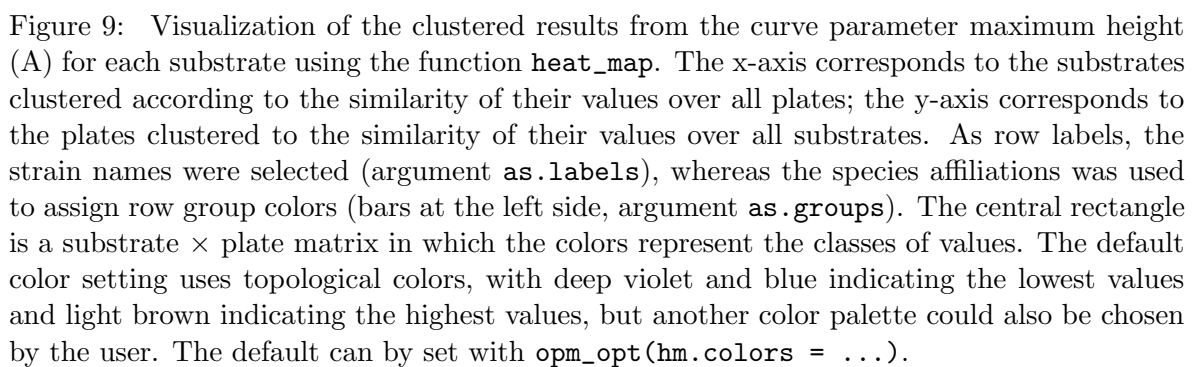 Figure 9: Visualization of the clustered results from the curve parameter maximum height
(A) for each substrate using the function heat_map. The x-axis corresponds to the substrates
clustered according to the similarity of their values over all plates; the y-axis corresponds to
the plates clustered to the similarity of their values over all substrates. As row labels, the
strain names were selected (argument as.labels), whereas the species affiliations was used
to assign row group colors (bars at the left side, argument as.groups). The central rectangle
is a substrate × plate matrix in which the colors represent the classes of values. The default
color setting uses topological colors, with deep violet and blue indicating the lowest values
and light brown indicating the highest values, but another color palette could also be chosen
by the user. The default can by set with opm_opt(hm.colors = ...).